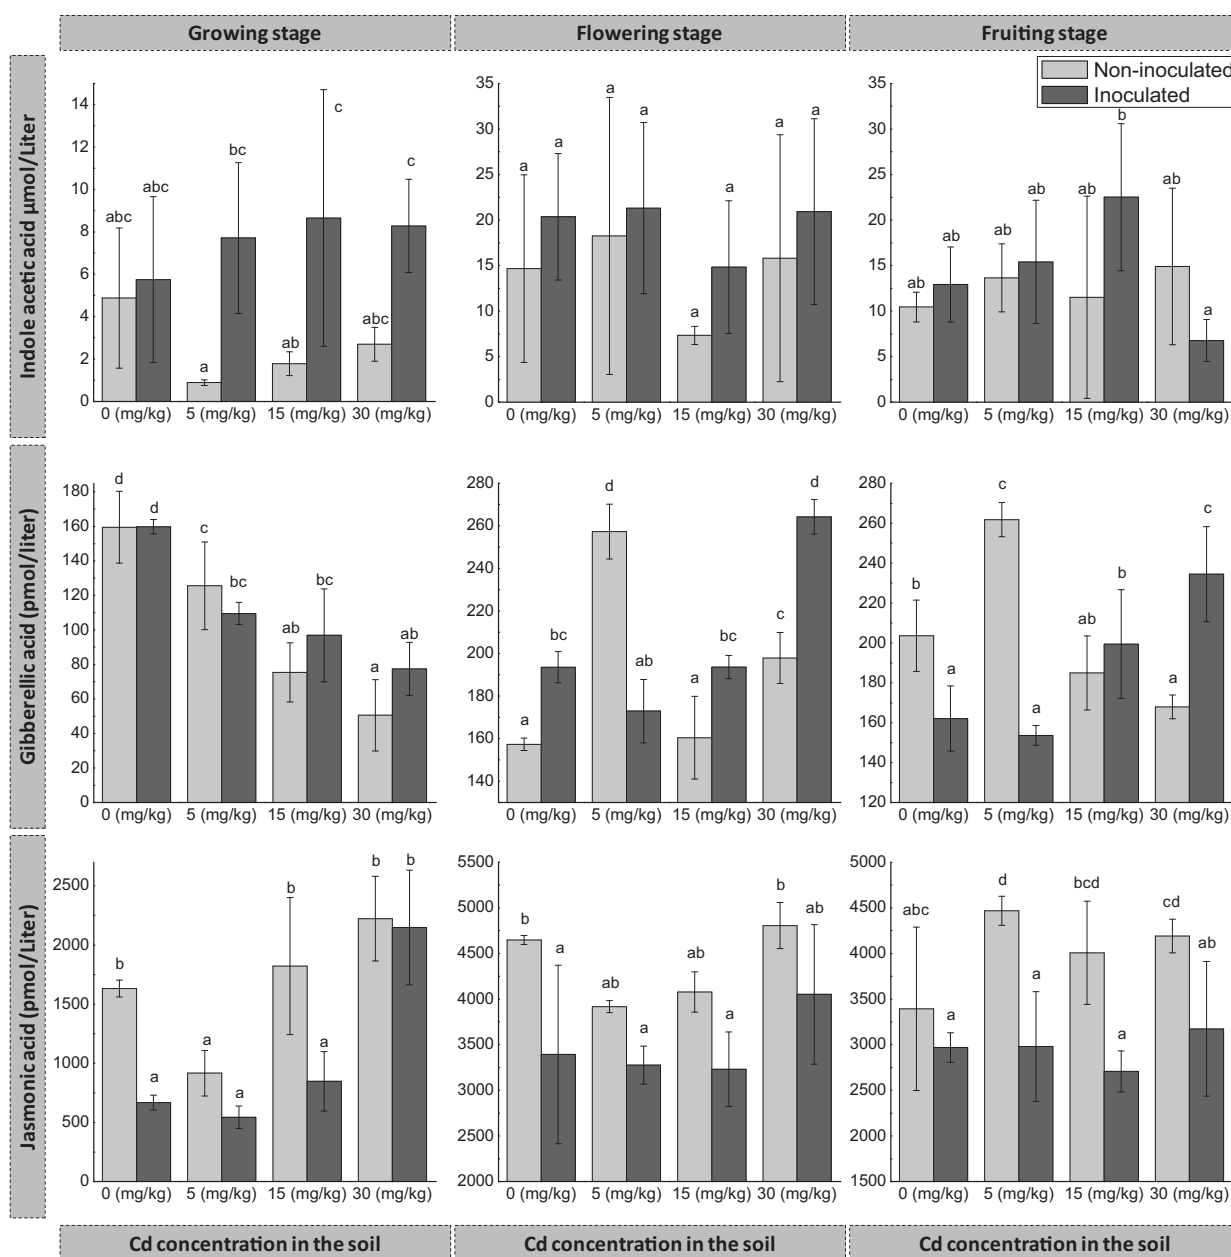 Growing stage
Flowering stage
Fruiting stage
Non-inoculated
Inoculated
Indole acetic acid µmol/Liter
14
12
10
8
6
4
2
0
abc
abc
a
bc
ab
c
abc
c
0 (mg/kg)
5 (mg/kg)
15 (mg/kg)
30 (mg/kg)
35
30
25
20
15
10
5
0
a
a
a
a
a
a
a
a
0 (mg/kg)
5 (mg/kg)
15 (mg/kg)
30 (mg/kg)
35
30
25
20
15
10
5
0
ab
ab
ab
ab
ab
b
ab
a
0 (mg/kg)
5 (mg/kg)
15 (mg/kg)
30 (mg/kg)
Gibberellic acid (pmol/liter)
180
160
140
120
100
80
60
40
20
0
d
d
c
bc
ab
bc
a
ab
0 (mg/kg)
5 (mg/kg)
15 (mg/kg)
30 (mg/kg)
280
260
240
220
200
180
160
140
a
bc
d
ab
a
bc
c
d
0 (mg/kg)
5 (mg/kg)
15 (mg/kg)
30 (mg/kg)
280
260
240
220
200
180
160
140
120
b
a
c
a
ab
b
a
c
0 (mg/kg)
5 (mg/kg)
15 (mg/kg)
30 (mg/kg)
Jasmonic acid (pmol/Liter)
2500
2000
1500
1000
500
0
b
a
a
a
b
a
b
b
0 (mg/kg)
5 (mg/kg)
15 (mg/kg)
30 (mg/kg)
5500
5000
4500
4000
3500
3000
2500
2000
b
a
ab
a
ab
a
b
ab
0 (mg/kg)
5 (mg/kg)
15 (mg/kg)
30 (mg/kg)
5000
4500
4000
3500
3000
2500
4000
1500
abc
a
d
a
bcd
a
cd
ab
0 (mg/kg)
5 (mg/kg)
15 (mg/kg)
30 (mg/kg)
Cd concentration in the soil
Cd concentration in the soil
Cd concentration in the soil